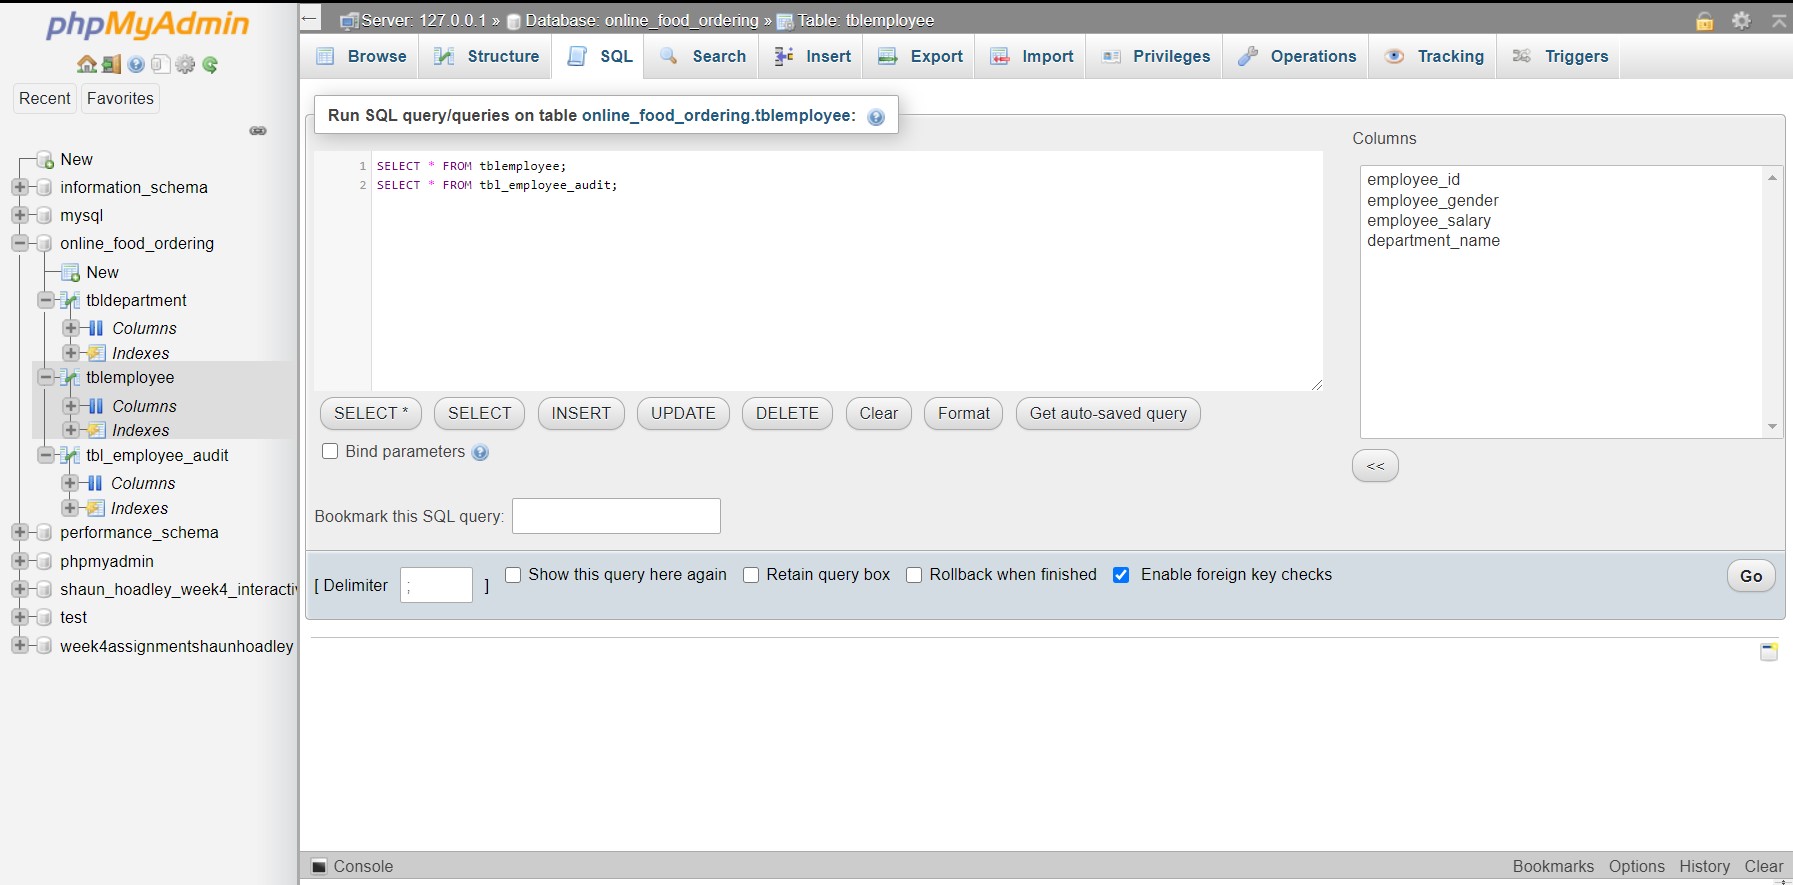 phpMyAdmin
Recent
Favorites
New
information_schema
mysql
online_food_ordering
New
tbldepartment
Columns
Indexes
tblemployee
Columns
Indexes
tbl_employee_audit
Columns
Indexes
performance_schema
phpmyadmin
shaun_hoadley_week4_interacti
test
week4assignmentshaunhoadley
Server: 127.0.0.1 » Database: online_food_ordering » Table: tblemployee
Browse Structure SQL Search Insert Export Import Privileges Operations Tracking Triggers
Run SQL query/queries on table online_food_ordering.tblemployee:
1 SELECT * FROM tblemployee;
2 SELECT * FROM tbl_employee_audit;
SELECT * SELECT INSERT UPDATE DELETE Clear Format Get auto-saved query
Bind parameters
Bookmark this SQL query:
Columns
employee_id
employee_gender
employee_salary
department_name
<<
[ Delimiter ; ] Show this query here again Retain query box Rollback when finished Enable foreign key checks Go
Console Bookmarks Options History Clear